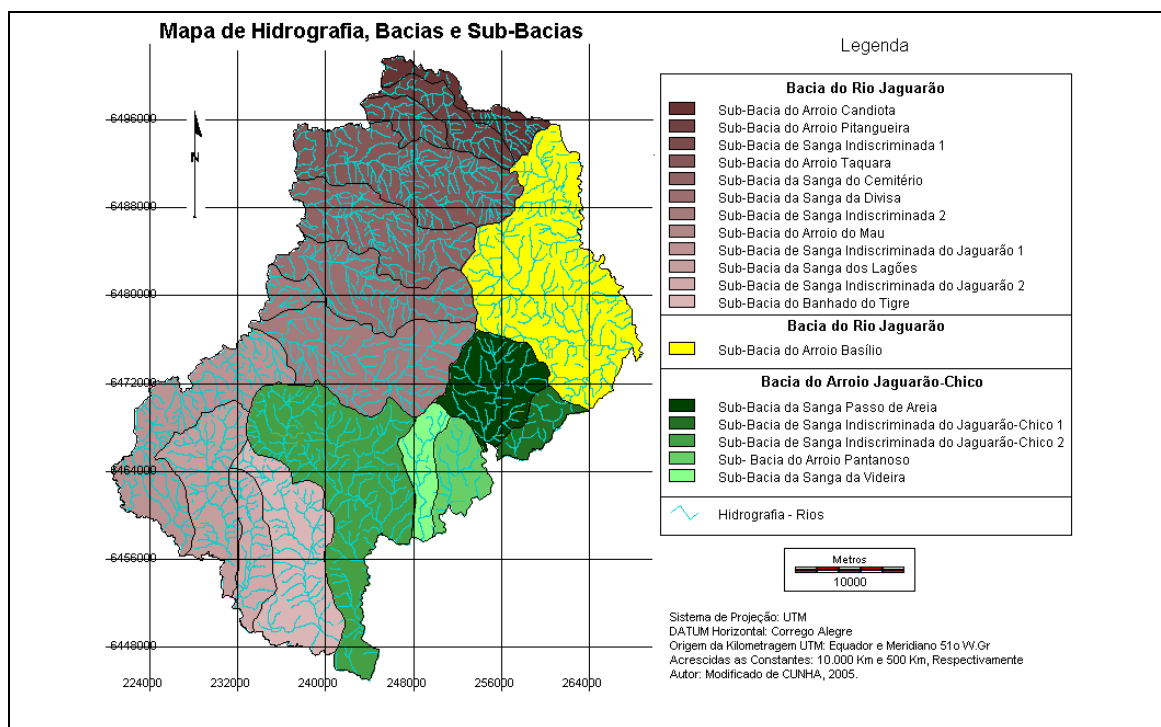 Mapa de Hidrografia, Bacias e Sub-Bacias
6496000
6488000
6480000
6472000
6464000
6456000
6448000
224000 232000 240000 248000 256000 264000
N
Legenda
Bacia do Rio Jaguarão
Sub-Bacia do Arroio Candiota
Sub-Bacia do Arroio Pitangueira
Sub-Bacia de Sanga Indiscriminada 1
Sub-Bacia do Arroio Taquara
Sub-Bacia da Sanga do Cemitério
Sub-Bacia da Sanga da Divisa
Sub-Bacia de Sanga Indiscriminada 2
Sub-Bacia do Arroio do Mau
Sub-Bacia de Sanga Indiscriminada do Jaguarão 1
Sub-Bacia da Sanga dos Lagões
Sub-Bacia de Sanga Indiscriminada do Jaguarão 2
Sub-Bacia do Banhado do Tigre
Bacia do Rio Jaguarão
Sub-Bacia do Arroio Basílio
Bacia do Arroio Jaguarão-Chico
Sub-Bacia da Sanga Passo de Areia
Sub-Bacia de Sanga Indiscriminada do Jaguarão-Chico 1
Sub-Bacia de Sanga Indiscriminada do Jaguarão-Chico 2
Sub- Bacia do Arroio Pantanoso
Sub-Bacia da Sanga da Videira
Hidrografia - Rios
Metros
10000
Sistema de Projeção: UTM
DATUM Horizontal: Corrego Alegre
Origem da Kilometragem UTM: Equador e Meridiano 51o W.Gr
Acrescidas as Constantes: 10.000 Km e 500 Km, Respectivamente
Autor: Modificado de CUNHA, 2005.